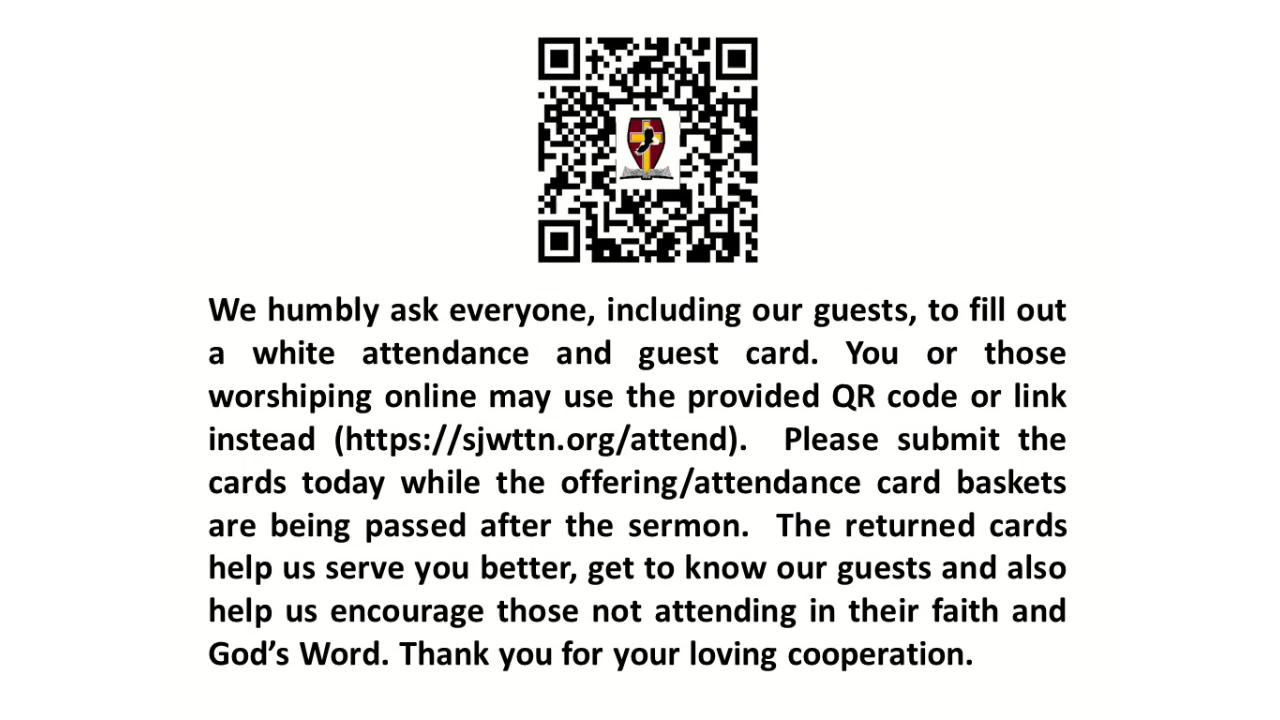 We humbly ask everyone, including our guests, to fill out
a white attendance and guest card. You or those
worshiping online may use the provided QR code or link
instead (https://sjwttn.org/attend). Please submit the
cards today while the offering/attendance card baskets
are being passed after the sermon. The returned cards
help us serve you better, get to know our guests and also
help us encourage those not attending in their faith and
God’s Word. Thank you for your loving cooperation.